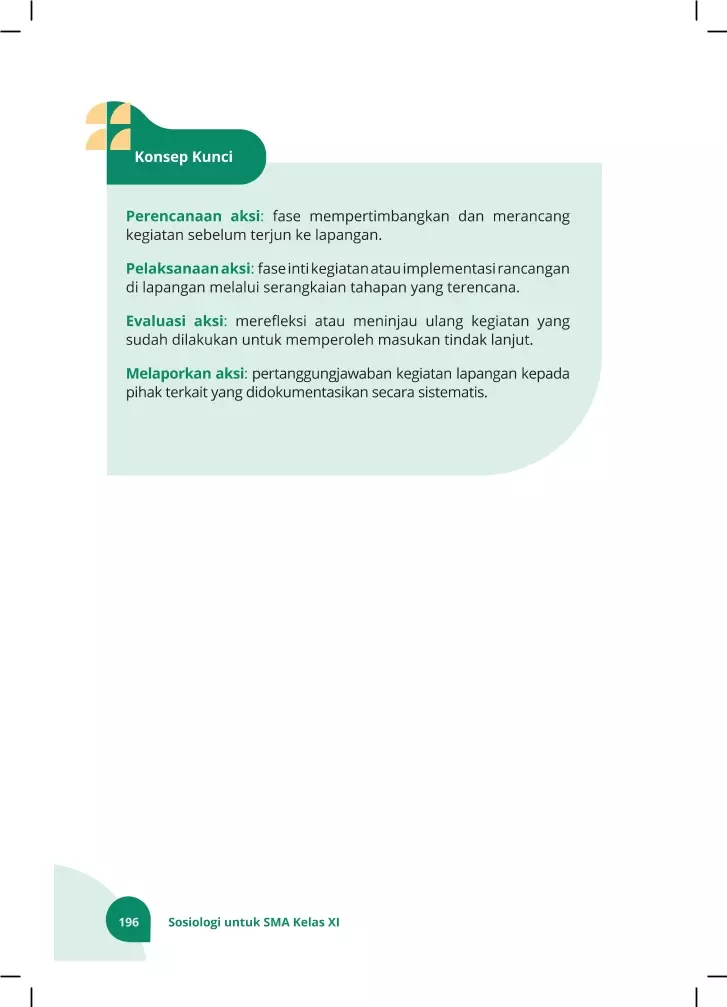 Konsep Kunci
Perencanaan aksi: fase mempertimbangkan dan merancang
kegiatan sebelum terjun ke lapangan.
Pelaksanaan aksi: fase inti kegiatan atau implementasi rancangan
di lapangan melalui serangkaian tahapan yang terencana.
Evaluasi aksi: merefleksi atau meninjau ulang kegiatan yang
sudah dilakukan untuk memperoleh masukan tindak lanjut.
Melaporkan aksi: pertanggungjawaban kegiatan lapangan kepada
pihak terkait yang didokumentasikan secara sistematis.
196
Sosiologi untuk SMA Kelas XI